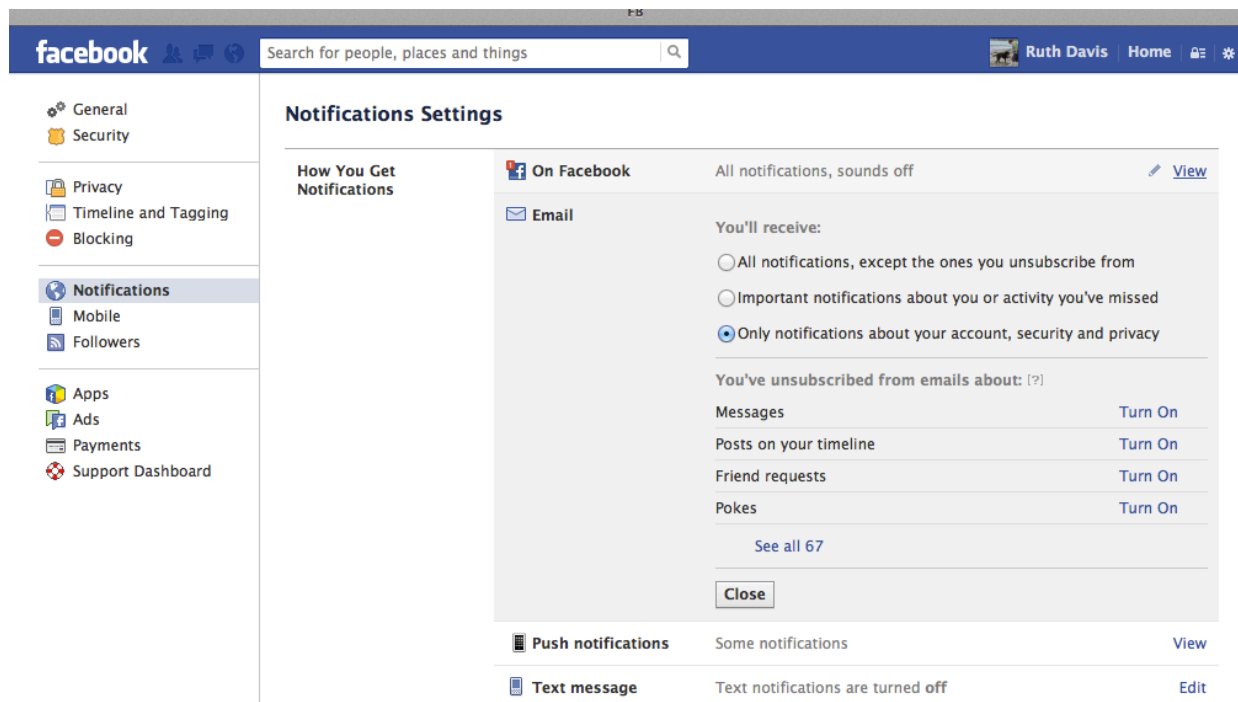 FB
facebook
Search for people, places and things
Ruth Davis Home
General
Security
Privacy
Timeline and Tagging
Blocking
Notifications
Mobile
Followers
Apps
Ads
Payments
Support Dashboard
Notifications Settings
How You Get
Notifications
On Facebook All notifications, sounds off View
Email
You'll receive:
All notifications, except the ones you unsubscribe from
Important notifications about you or activity you've missed
Only notifications about your account, security and privacy
You've unsubscribed from emails about: [?]
Messages Turn On
Posts on your timeline Turn On
Friend requests Turn On
Pokes Turn On
See all 67
Close
Push notifications Some notifications View
Text message Text notifications are turned off Edit